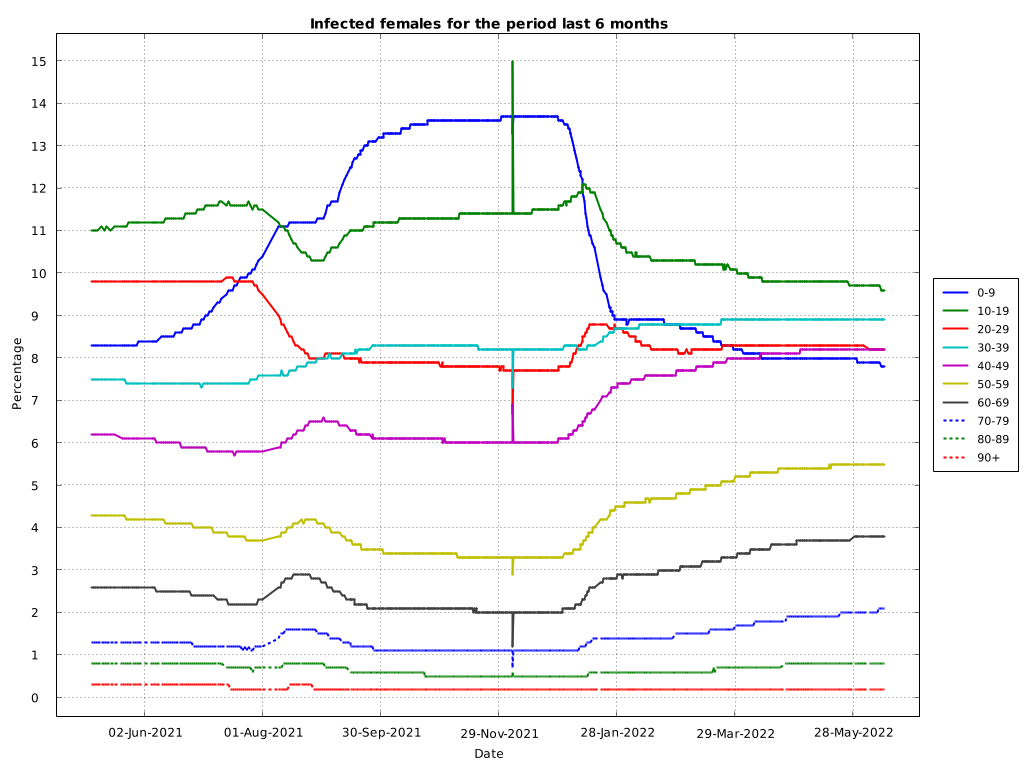 Infected females for the period last 6 months
Percentage
15
14
13
12
11
10
9
8
7
6
5
4
3
2
1
0
02-Jun-2021
01-Aug-2021
30-Sep-2021
29-Nov-2021
28-Jan-2022
29-Mar-2022
28-May-2022
Date
0-9
10-19
20-29
30-39
40-49
50-59
60-69
70-79
80-89
90+